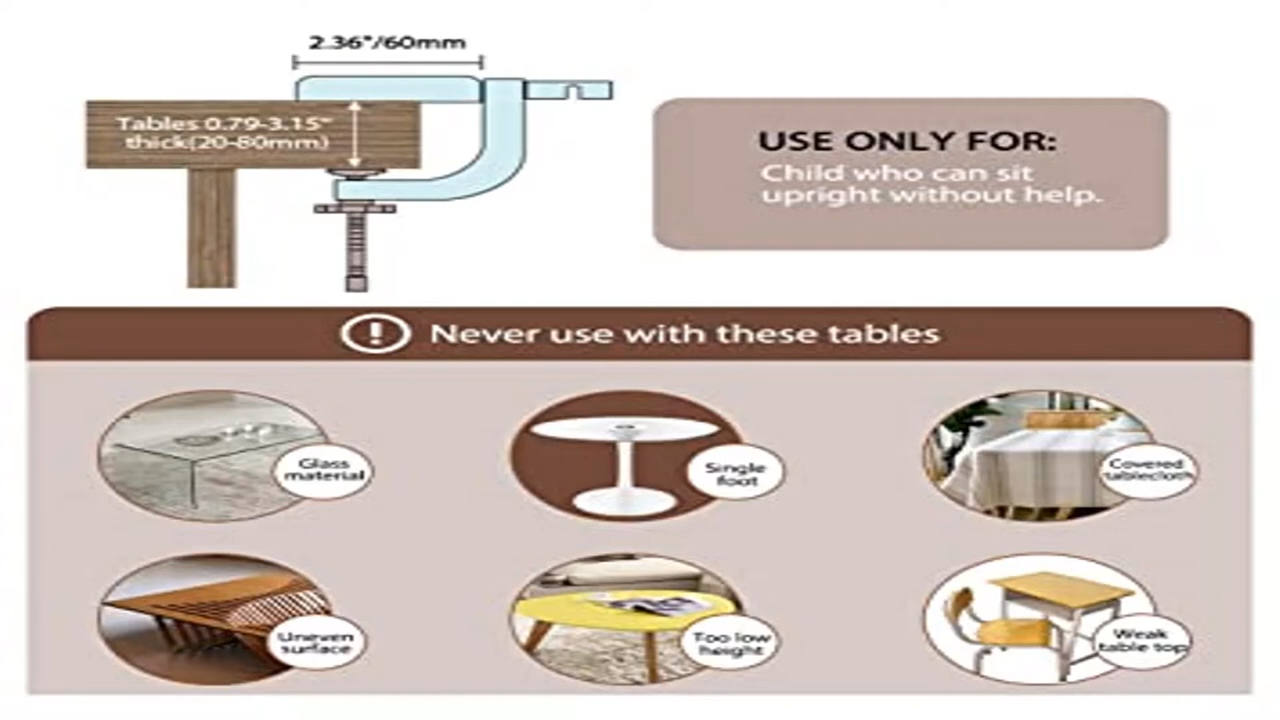 2.36"/60mm
Tables 0.79-3.15"
thick(20-80mm)
USE ONLY FOR:
Child who can sit
upright without help.
! Never use with these tables
Glass
material
Single
foot
Covered
tablecloth
Uneven
surface
Too low
height
Weak
table top